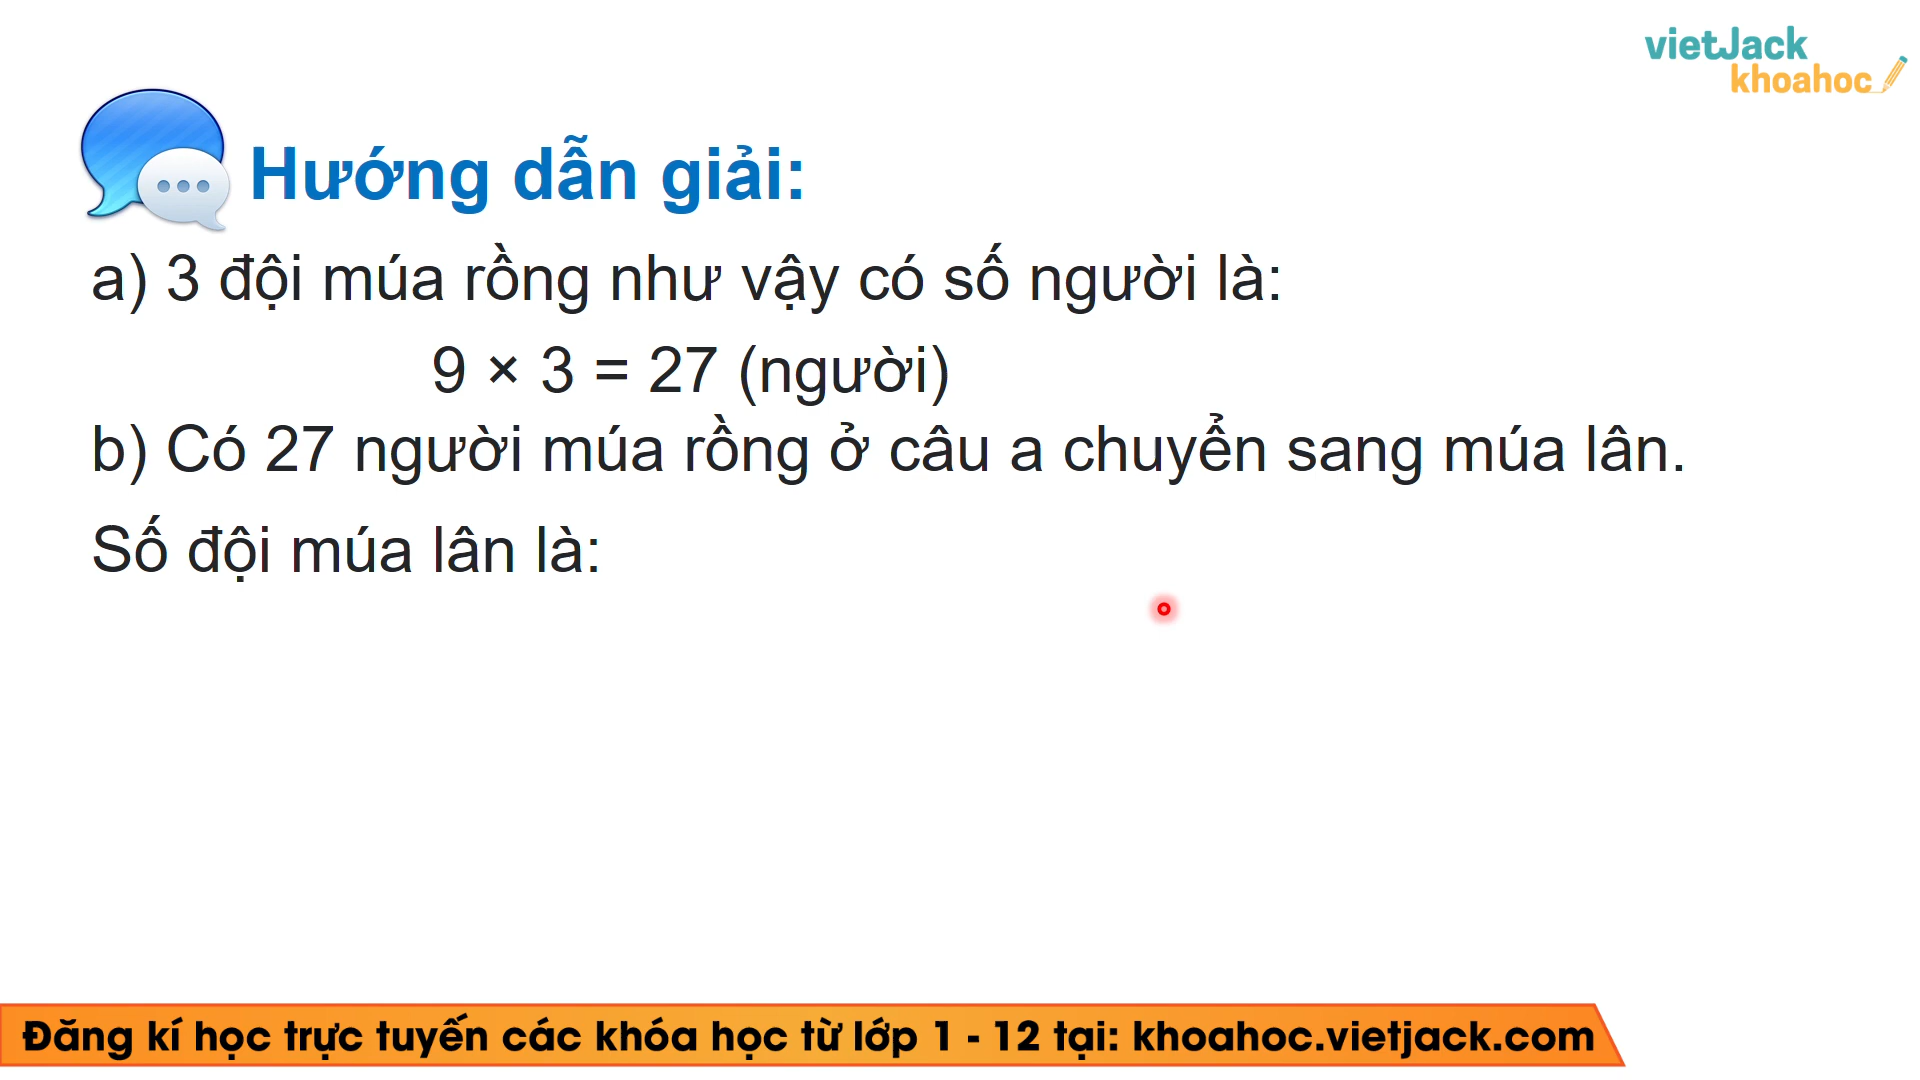 vietJack
khoahoc
Hướng dẫn giải:
a) 3 đội múa rồng như vậy có số người là:
9 × 3 = 27 (người)
b) Có 27 người múa rồng ở câu a chuyển sang múa lân.
Số đội múa lân là:
Đăng kí học trực tuyến các khóa học từ lớp 1 - 12 tại: khoahoc.vietjack.com